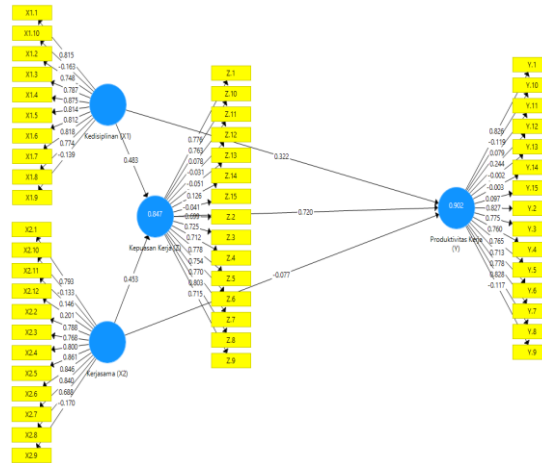 X1.1
X1.10
X1.2
X1.3
X1.4
X1.5
X1.6
X1.7
X1.8
X1.9
0.815
-0.163
0.748
0.787
0.873
0.814
0.812
0.818
0.774
-0.139
Kedisiplinan (X1)
0.483
0.322
X2.1
X2.10
X2.11
X2.12
X2.2
X2.3
X2.4
X2.5
X2.6
X2.7
X2.8
X2.9
0.793
-0.133
0.146
0.201
0.788
0.768
0.800
0.861
0.845
0.840
0.688
-0.170
Kerjasama (X2)
0.453
-0.077
Z.1
Z.10
Z.11
Z.12
Z.13
Z.14
Z.15
Z.2
Z.3
Z.4
Z.5
Z.6
Z.7
Z.8
Z.9
0.776
0.763
0.078
-0.031
-0.051
0.126
-0.041
0.725
0.712
0.778
0.754
0.770
0.803
0.715
0.847
Kepuasan Kerja
0.720
Y.1
Y.10
Y.11
Y.12
Y.13
Y.14
Y.15
Y.2
Y.3
Y.4
Y.5
Y.6
Y.7
Y.8
Y.9
0.826
-0.119
0.079
-0.244
-0.002
-0.003
0.097
0.827
0.775
0.760
0.765
0.713
0.778
0.828
-0.117
0.902
Produktivitas Kerja
(Y)